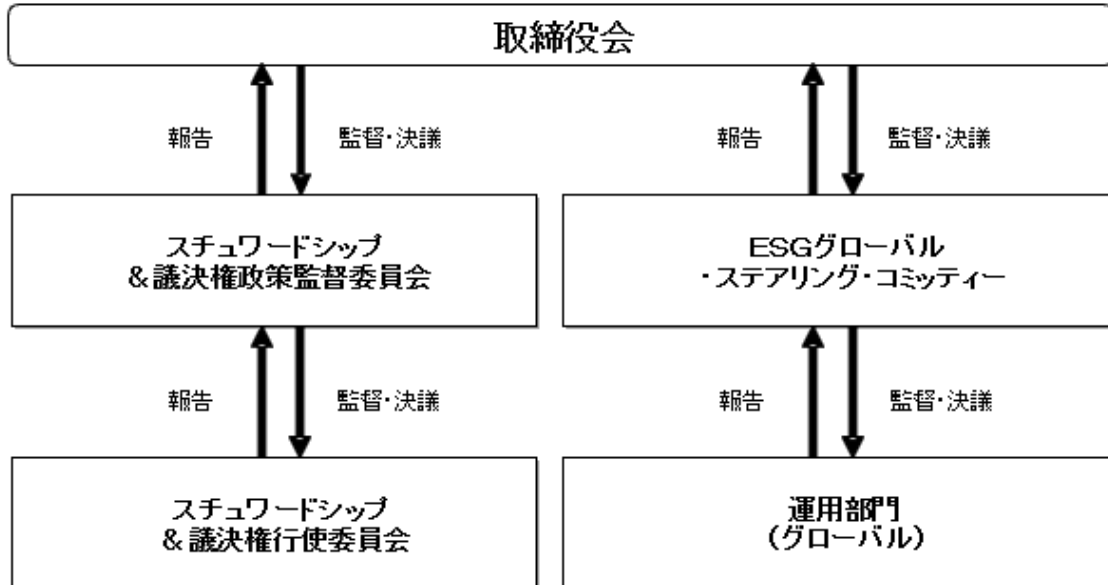 取締役会
報告
監督・決議
報告
監督・決議
スチュワードシップ
&議決権政策監督委員会
ESGグローバル
・ステアリング・コミッティー
報告
監督・決議
報告
監督・決議
スチュワードシップ
&議決権行使委員会
運用部門
(グローバル)